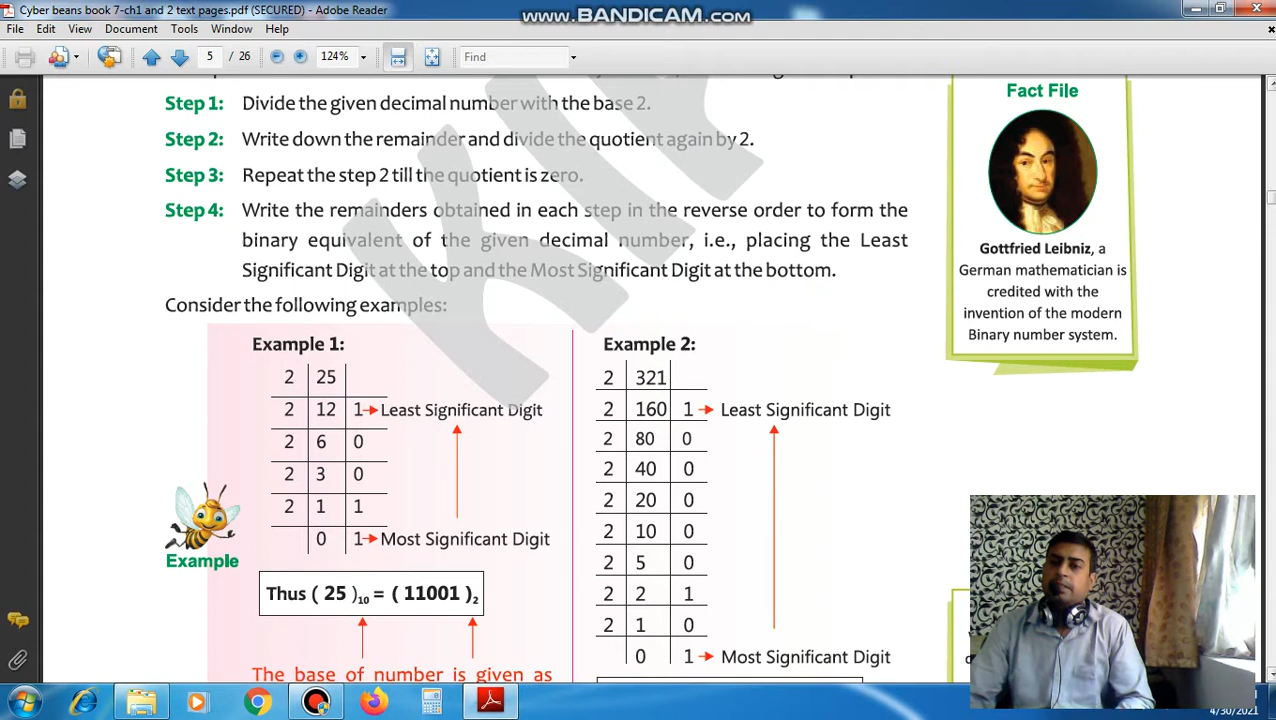 Cyber beans book 7-ch1 and 2 text pages.pdf (SECURED) - Adobe Reader
www.BANDICAM.com
File Edit View Document Tools Window Help
5 / 26 124% Find
Step 1: Divide the given decimal number with the base 2.
Step 2: Write down the remainder and divide the quotient again by 2.
Step 3: Repeat the step 2 till the quotient is zero.
Step 4: Write the remainders obtained in each step in the reverse order to form the
binary equivalent of the given decimal number, i.e., placing the Least
Significant Digit at the top and the Most Significant Digit at the bottom.
Consider the following examples:
Fact File
Gottfried Leibniz, a
German mathematician is
credited with the
invention of the modern
Binary number system.
Example 1:
2 25
2 12 1 Least Significant Digit
2 6 0
2 3 0
2 1 1
0 1 Most Significant Digit
Example
Thus ( 25 )10 = ( 11001 )2
The base of number is given as
Example 2:
2 321
2 160 1 Least Significant Digit
2 80 0
2 40 0
2 20 0
2 10 0
2 5 0
2 2 1
2 1 0
0 1 Most Significant Digit
4/30/2021